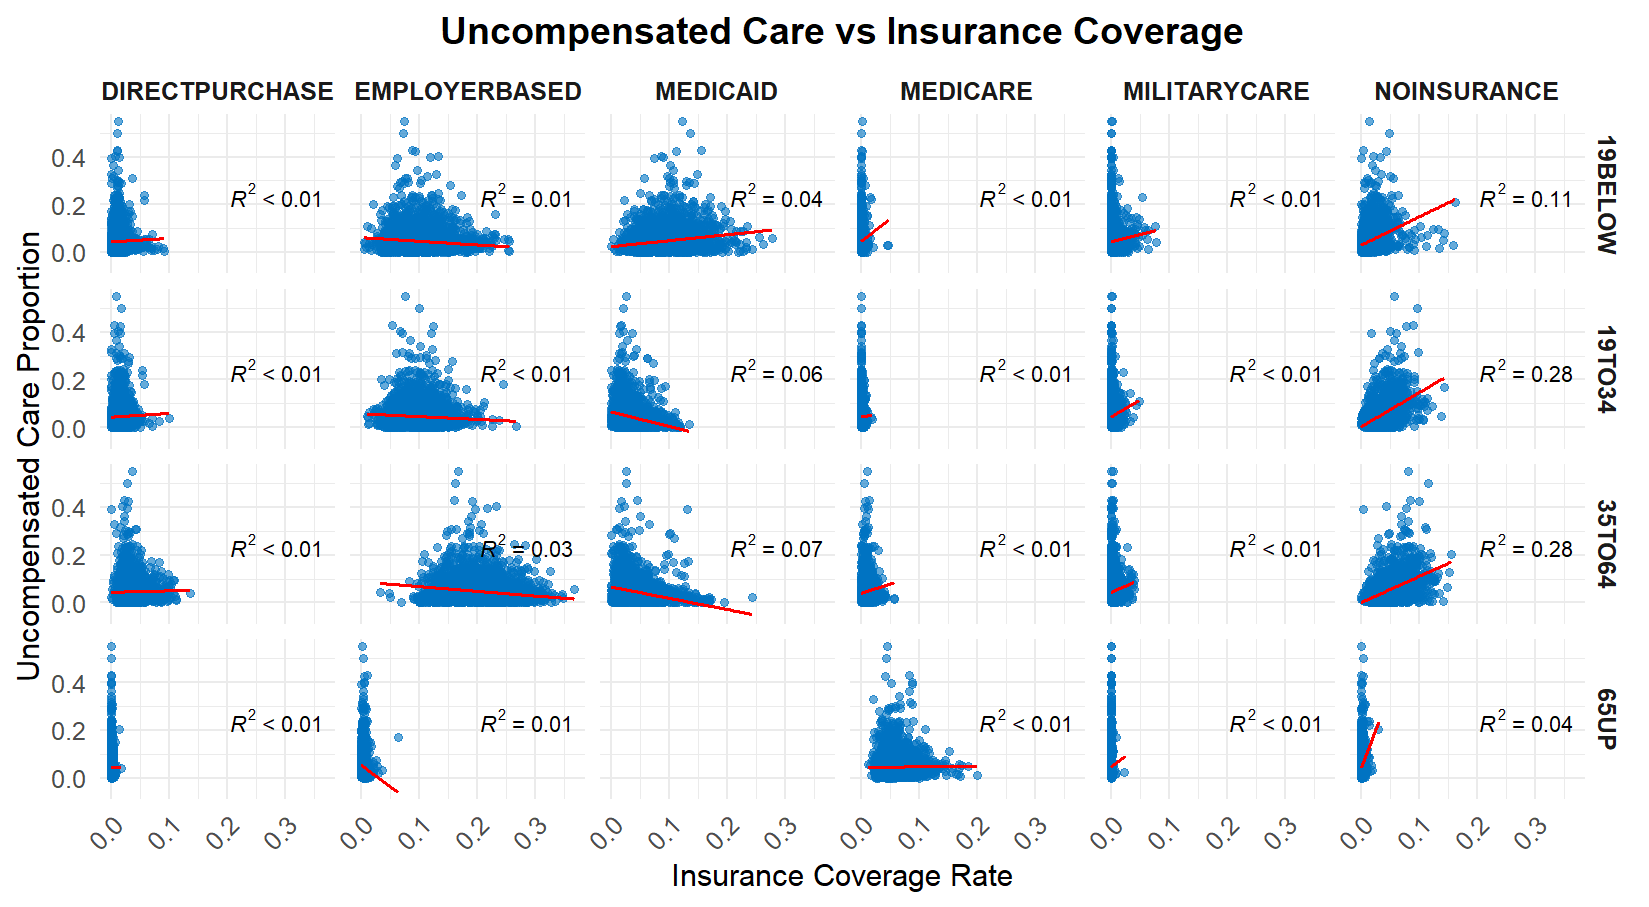 Uncompensated Care vs Insurance Coverage
DIRECTPURCHASE EMPLOYERBASED MEDICAID MEDICARE MILITARYCARE NOINSURANCE
Uncompensated Care Proportion
0.4
0.2
0.0
R² < 0.01 R² = 0.01 R² = 0.04 R² < 0.01 R² < 0.01 R² = 0.11
19BELOW
0.4
0.2
0.0
R² < 0.01 R² < 0.01 R² = 0.06 R² < 0.01 R² < 0.01 R² = 0.28
19TO34
0.4
0.2
0.0
R² < 0.01 R² = 0.03 R² = 0.07 R² < 0.01 R² < 0.01 R² = 0.28
35TO64
0.4
0.2
0.0
R² < 0.01 R² = 0.01 R² < 0.01 R² < 0.01 R² = 0.04
65UP
0.0 0.1 0.2 0.3 0.0 0.1 0.2 0.3 0.0 0.1 0.2 0.3 0.0 0.1 0.2 0.3 0.0 0.1 0.2 0.3 0.0 0.1 0.2 0.3
Insurance Coverage Rate